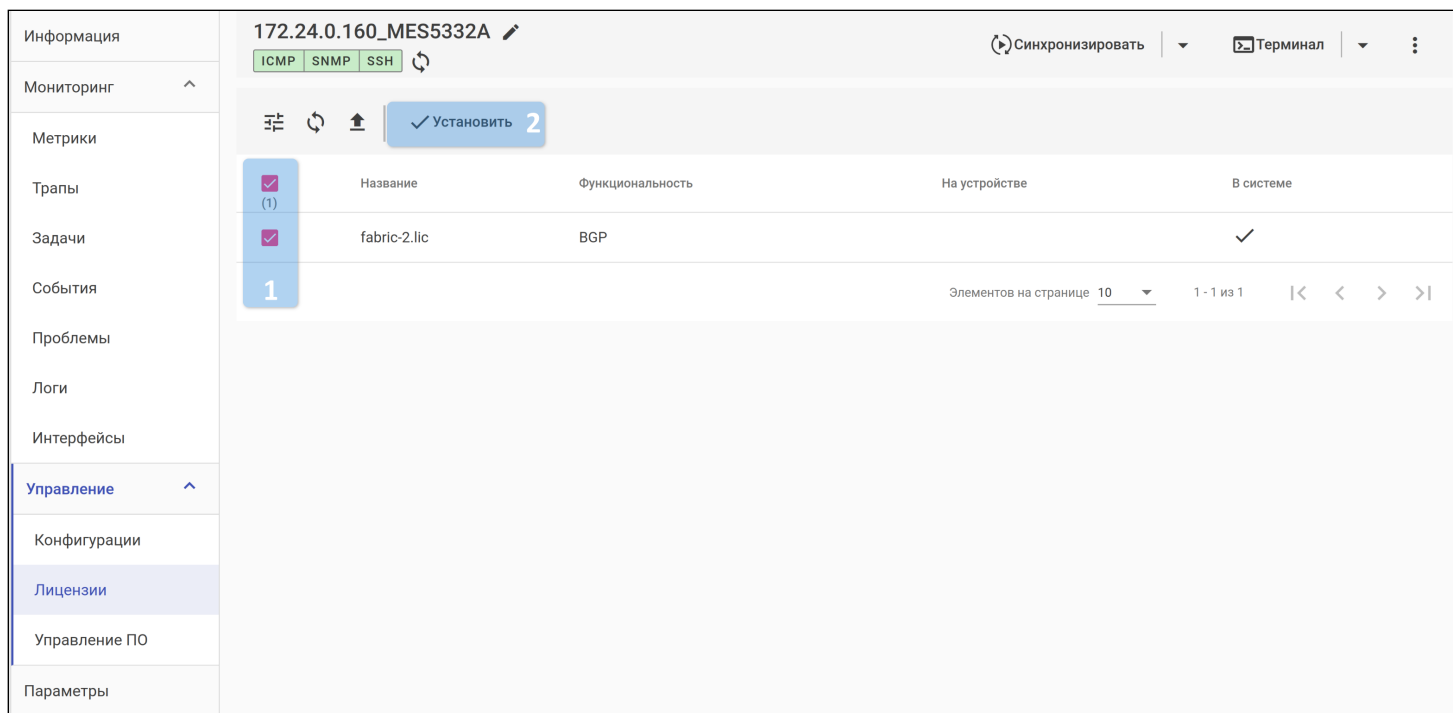 Информация
Мониторинг
Метрики
Трапы
Задачи
События
Проблемы
Логи
Интерфейсы
Управление
Конфигурации
Лицензии
Управление ПО
Параметры
172.24.0.160_MES5332A
ICMP SNMP SSH
Синхронизировать
Терминал
Установить 2
(1)
Название Функциональность На устройстве В системе
fabric-2.lic BGP
1
Элементов на странице 10 1 - 1 из 1